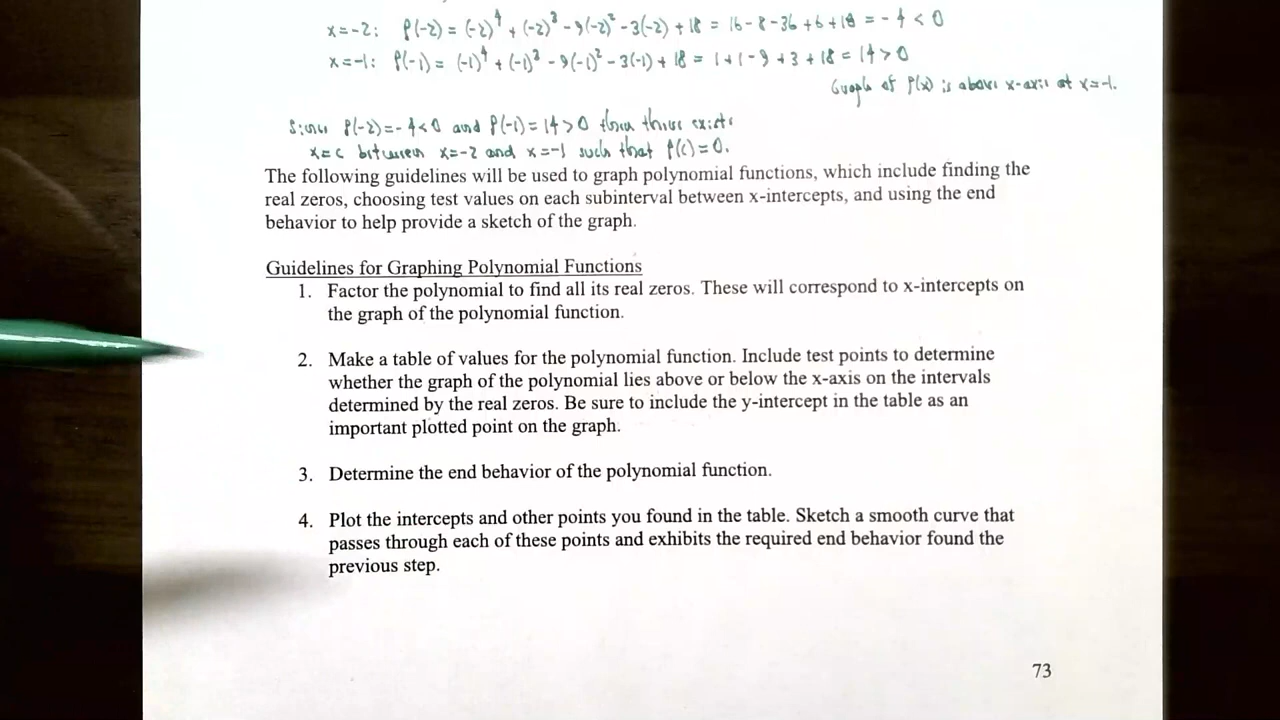 x=-2: P(-2) = (-2)^4 + (-2)^3 - 9(-2)^2 - 3(-2) + 18 = 16-8-36+6+18 = -4 < 0
x=-1: P(-1) = (-1)^4 + (-1)^3 - 9(-1)^2 - 3(-1) + 18 = 1+1-9+3+18 = 14 > 0
Graph of P(x) is above x-axis at x=-1.
Since P(-2)=-4<0 and P(-1)=14>0 then there exists
x=c between x=-2 and x=-1 such that P(c)=0.
The following guidelines will be used to graph polynomial functions, which include finding the
real zeros, choosing test values on each subinterval between x-intercepts, and using the end
behavior to help provide a sketch of the graph.
Guidelines for Graphing Polynomial Functions
1. Factor the polynomial to find all its real zeros. These will correspond to x-intercepts on
the graph of the polynomial function.
2. Make a table of values for the polynomial function. Include test points to determine
whether the graph of the polynomial lies above or below the x-axis on the intervals
determined by the real zeros. Be sure to include the y-intercept in the table as an
important plotted point on the graph.
3. Determine the end behavior of the polynomial function.
4. Plot the intercepts and other points you found in the table. Sketch a smooth curve that
passes through each of these points and exhibits the required end behavior found the
previous step.
73